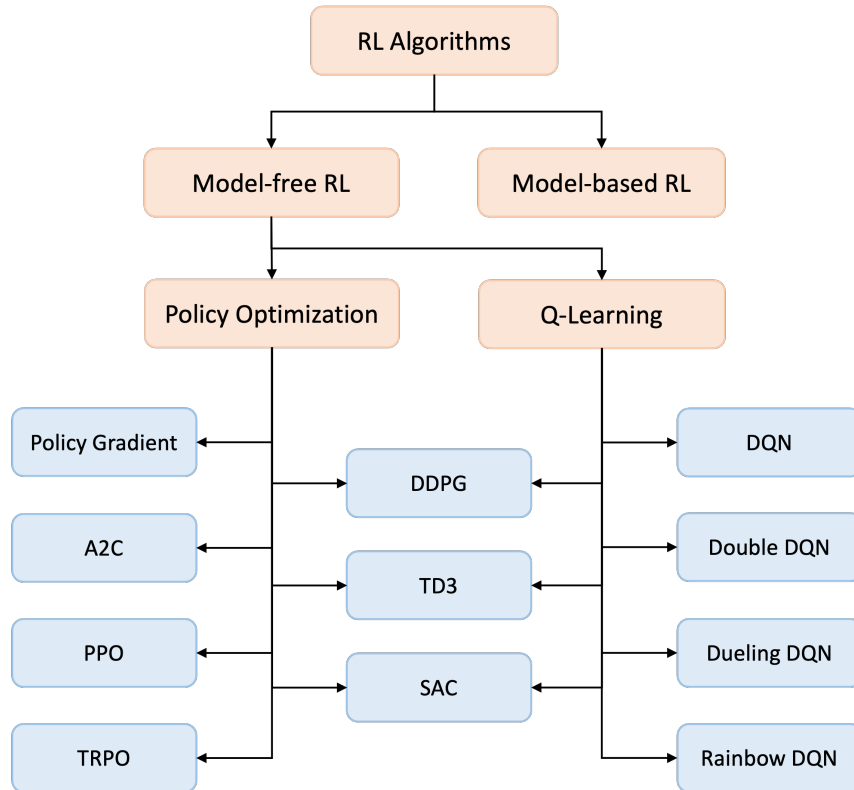 RL Algorithms
Model-free RL
Model-based RL
Policy Optimization
Q-Learning
Policy Gradient
DDPG
DQN
A2C
TD3
Double DQN
PPO
SAC
Dueling DQN
TRPO
Rainbow DQN